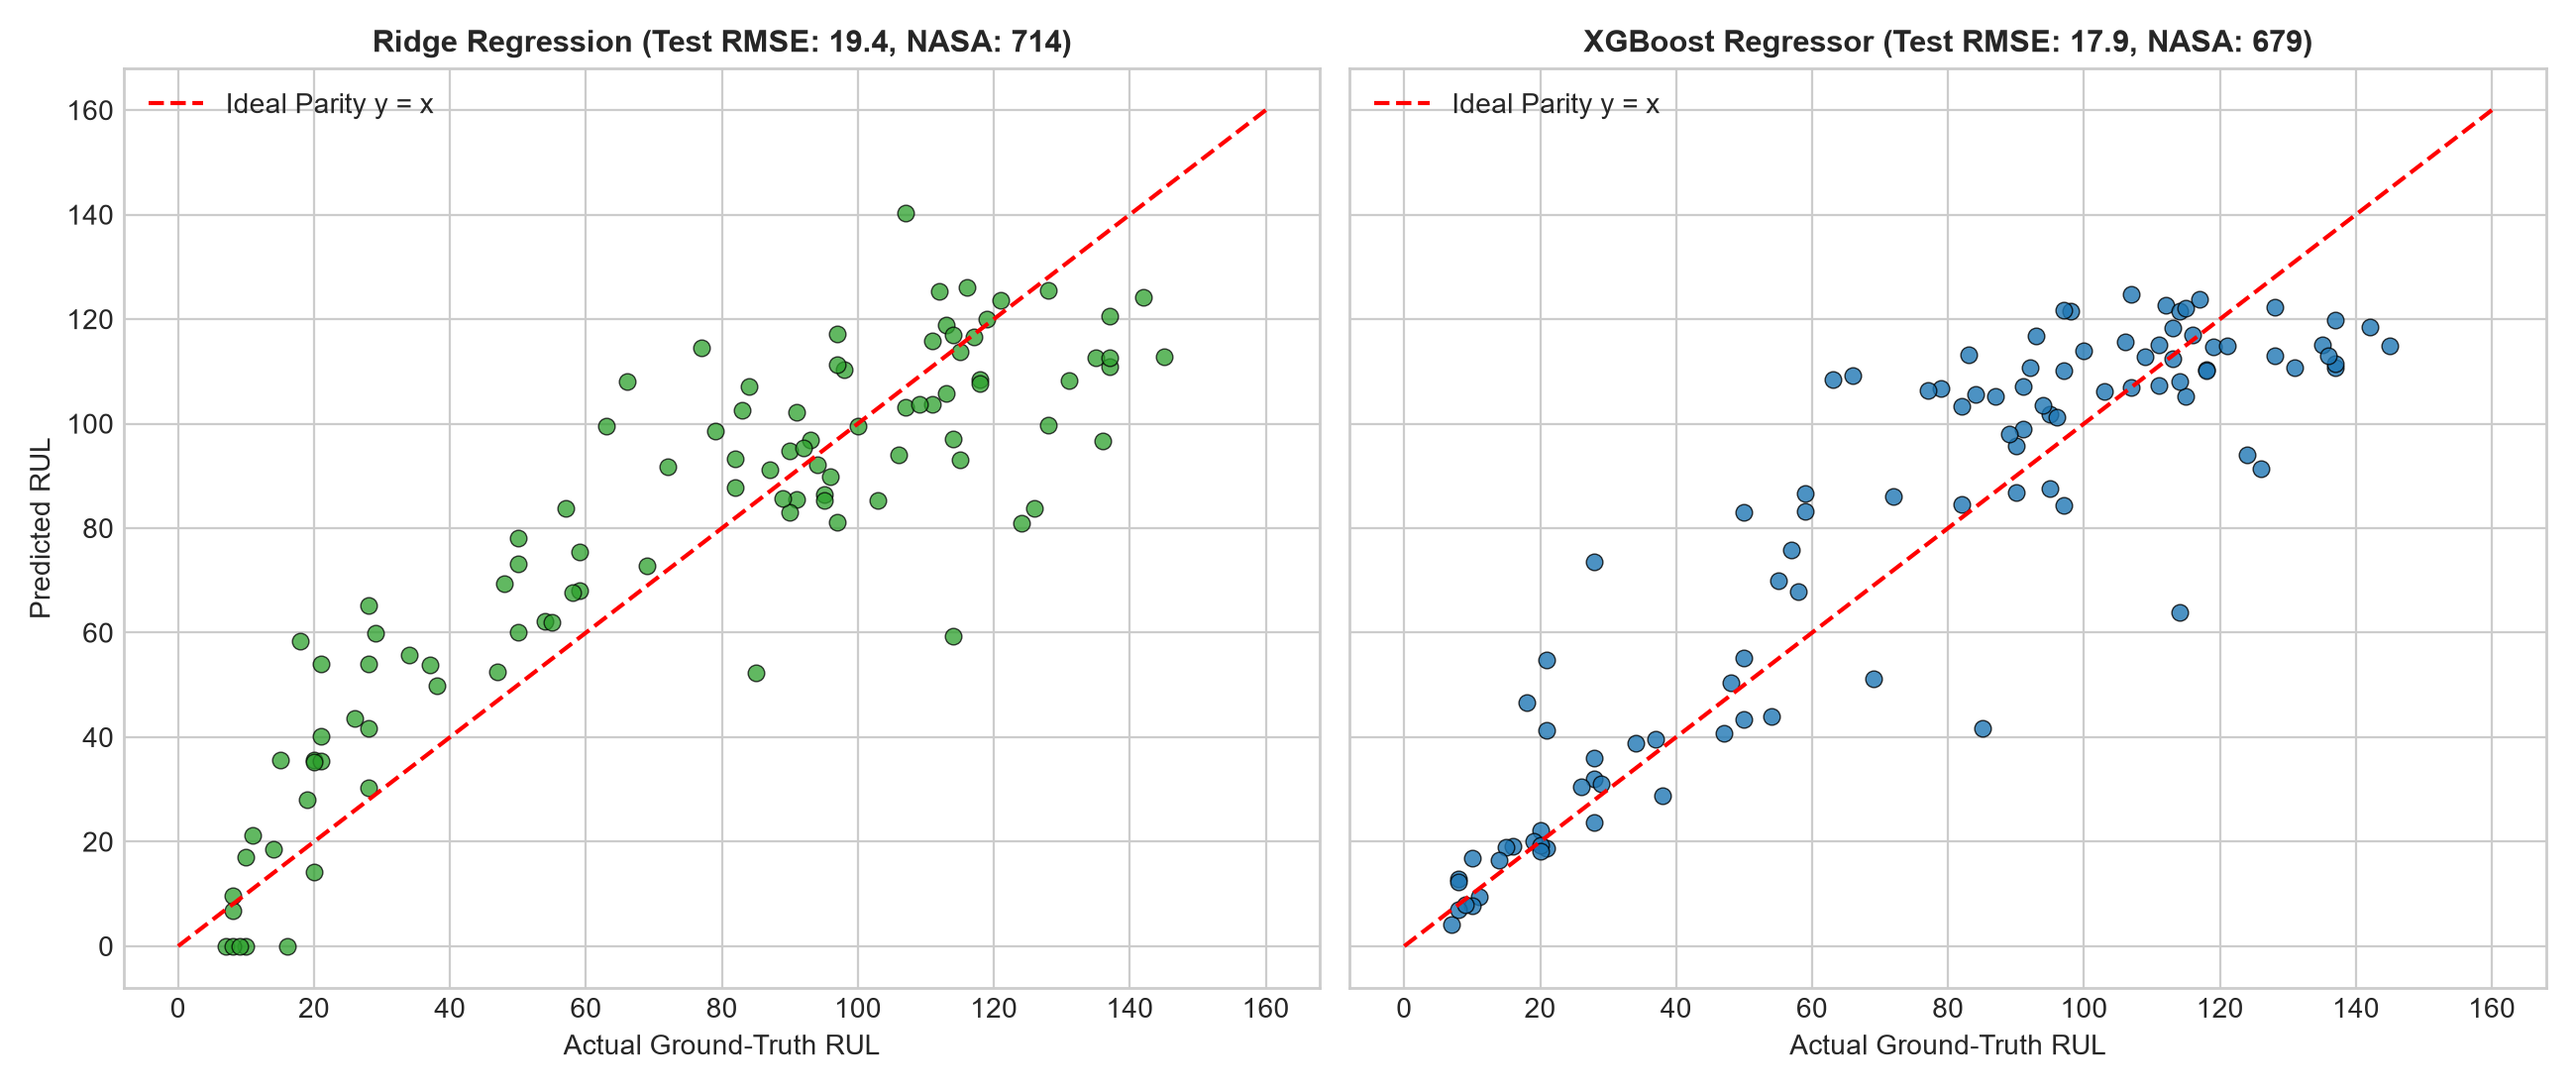 Ridge Regression (Test RMSE: 19.4, NASA: 714)
Ideal Parity y = x
160
140
120
100
80
60
40
20
0
Predicted RUL
0 20 40 60 80 100 120 140 160
Actual Ground-Truth RUL
XGBoost Regressor (Test RMSE: 17.9, NASA: 679)
Ideal Parity y = x
0 20 40 60 80 100 120 140 160
Actual Ground-Truth RUL